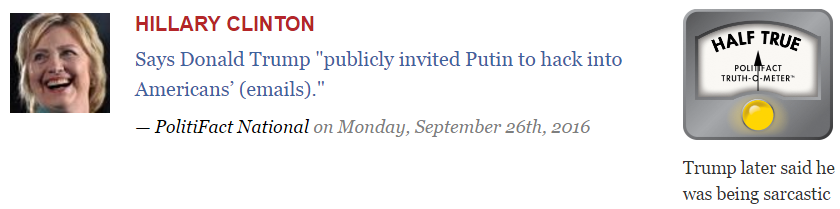 HILLARY CLINTON
Says Donald Trump "publicly invited Putin to hack into
Americans’ (emails)."
— PolitiFact National on Monday, September 26th, 2016
HALF TRUE
POLITIFACT
TRUTH-O-METER™
Trump later said he
was being sarcastic